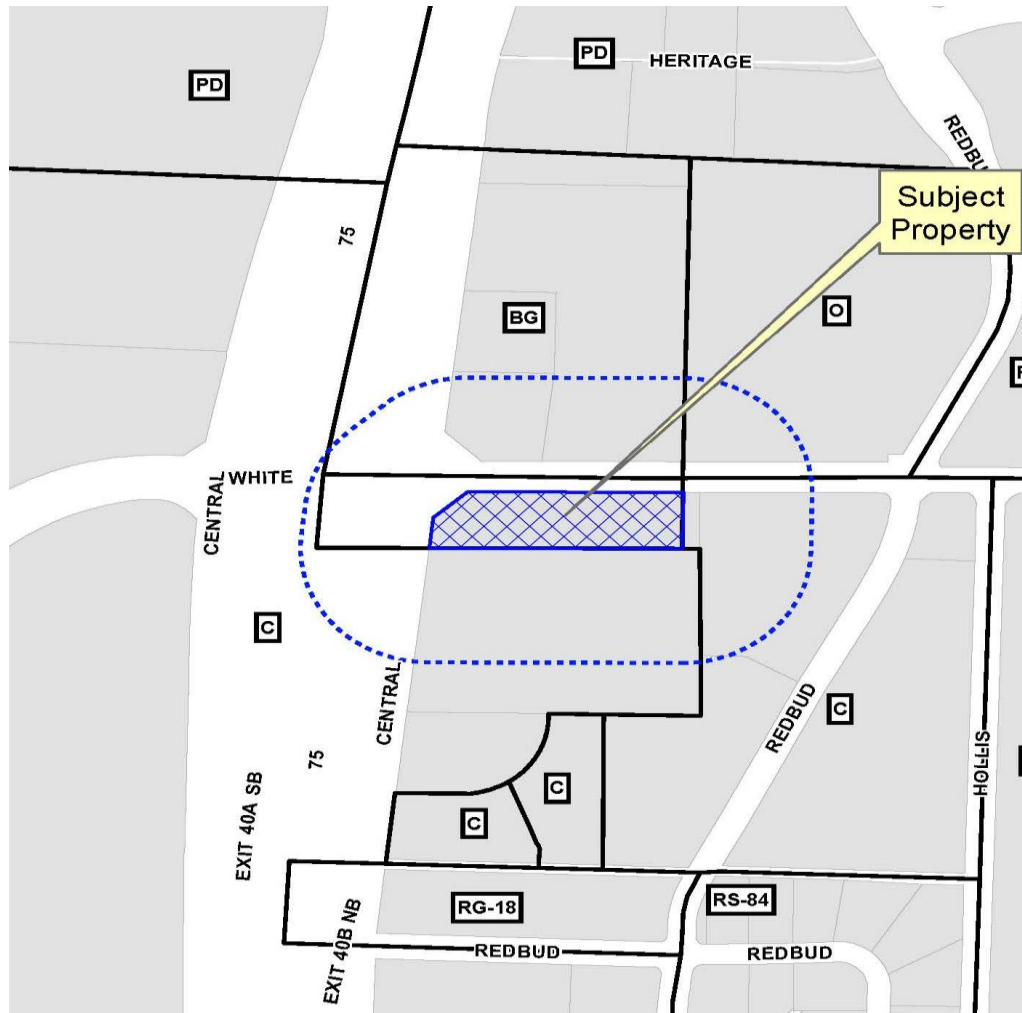 PD
HERITAGE
PD
REDBU
Subject
Property
75
BG
O
WHITE
CENTRAL
C
CENTRAL
REDBUD
C
75
HOLLIS
C
C
EXIT 40A SB
RG-18
RS-84
EXIT 40B NB
REDBUD
REDBUD